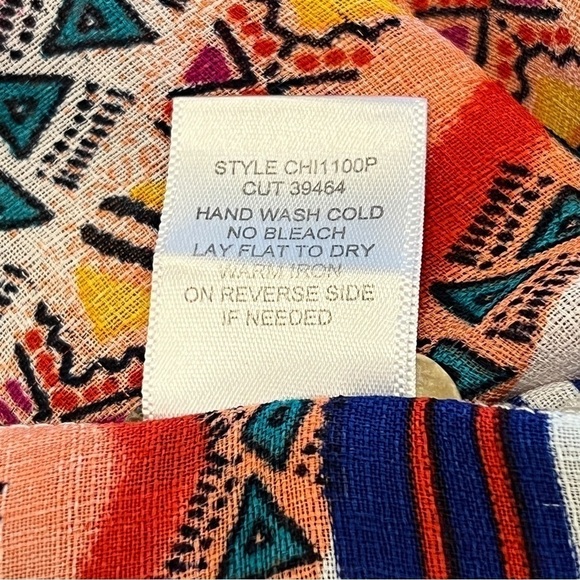 STYLE CHI1100P
CUT 39464
HAND WASH COLD
NO BLEACH
LAY FLAT TO DRY
WARM IRON
ON REVERSE SIDE
IF NEEDED